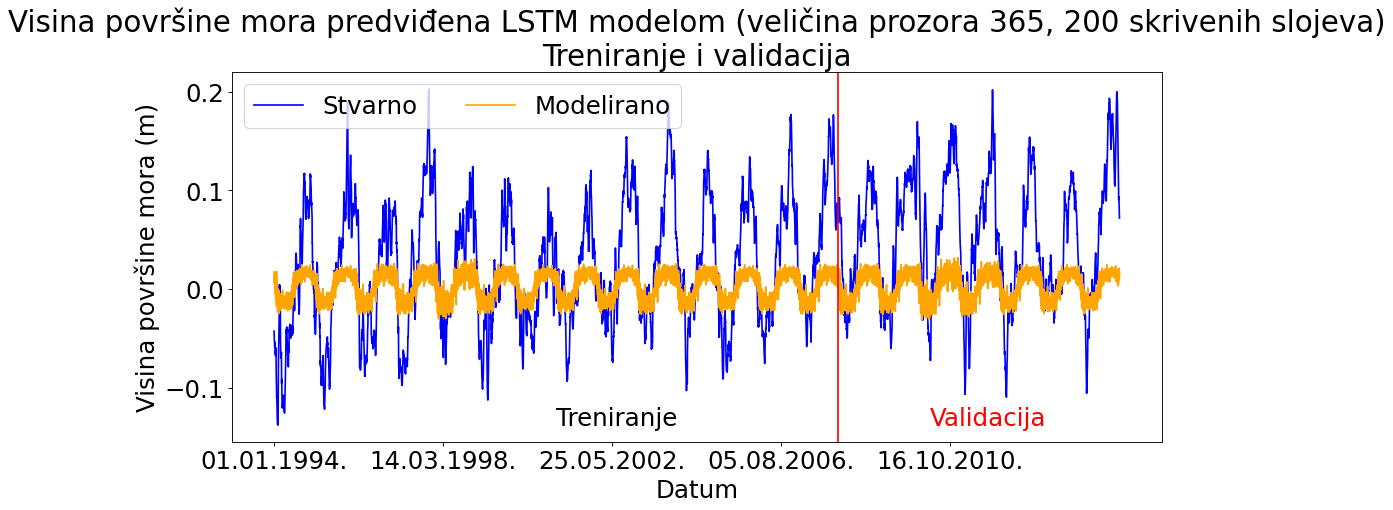 Visina površine mora predviđena LSTM modelom (veličina prozora 365, 200 skrivenih slojeva)
Treniranje i validacija
Stvarno
Modelirano
Visina površine mora (m)
0.2
0.1
0.0
−0.1
Treniranje
Validacija
01.01.1994.
14.03.1998.
25.05.2002.
05.08.2006.
16.10.2010.
Datum